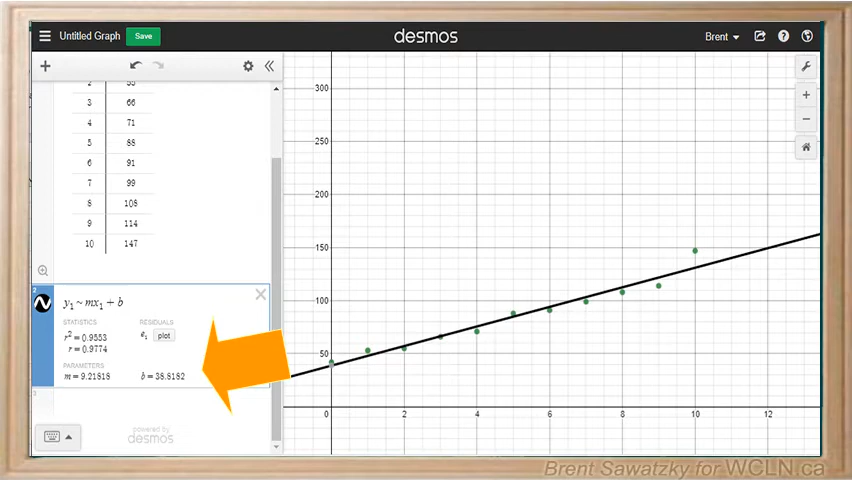 Untitled Graph Save desmos Brent
2 55
3 66
4 71
5 88
6 91
7 99
8 108
9 114
10 147
2
y₁ ~ mx₁ + b
STATISTICS RESIDUALS
r² = 0.9553 e₁ plot
r = 0.9774
PARAMETERS
m = 9.21818 b = 38.8182
3
powered by
desmos
300
250
200
150
100
50
0 2 4 6 8 10 12
Brent Sawatzky for WCLN.ca